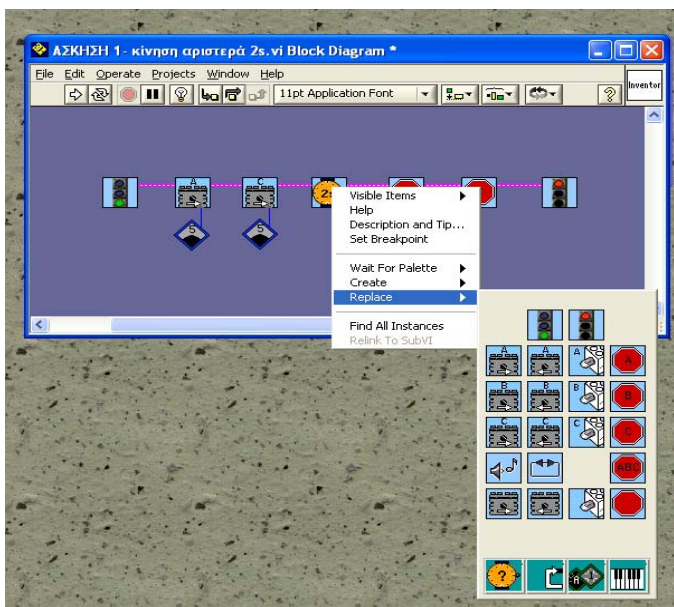 ΑΣΚΗΣΗ 1- κίνηση αριστερά 2s.vi Block Diagram *
File Edit Operate Projects Window Help
11pt Application Font
Inventor
A C
5 5
Visible Items
Help
Description and Tip...
Set Breakpoint
Wait For Palette
Create
Replace
Find All Instances
Relink To SubVI
A A A A
B B B B
C C C C
ABC
?